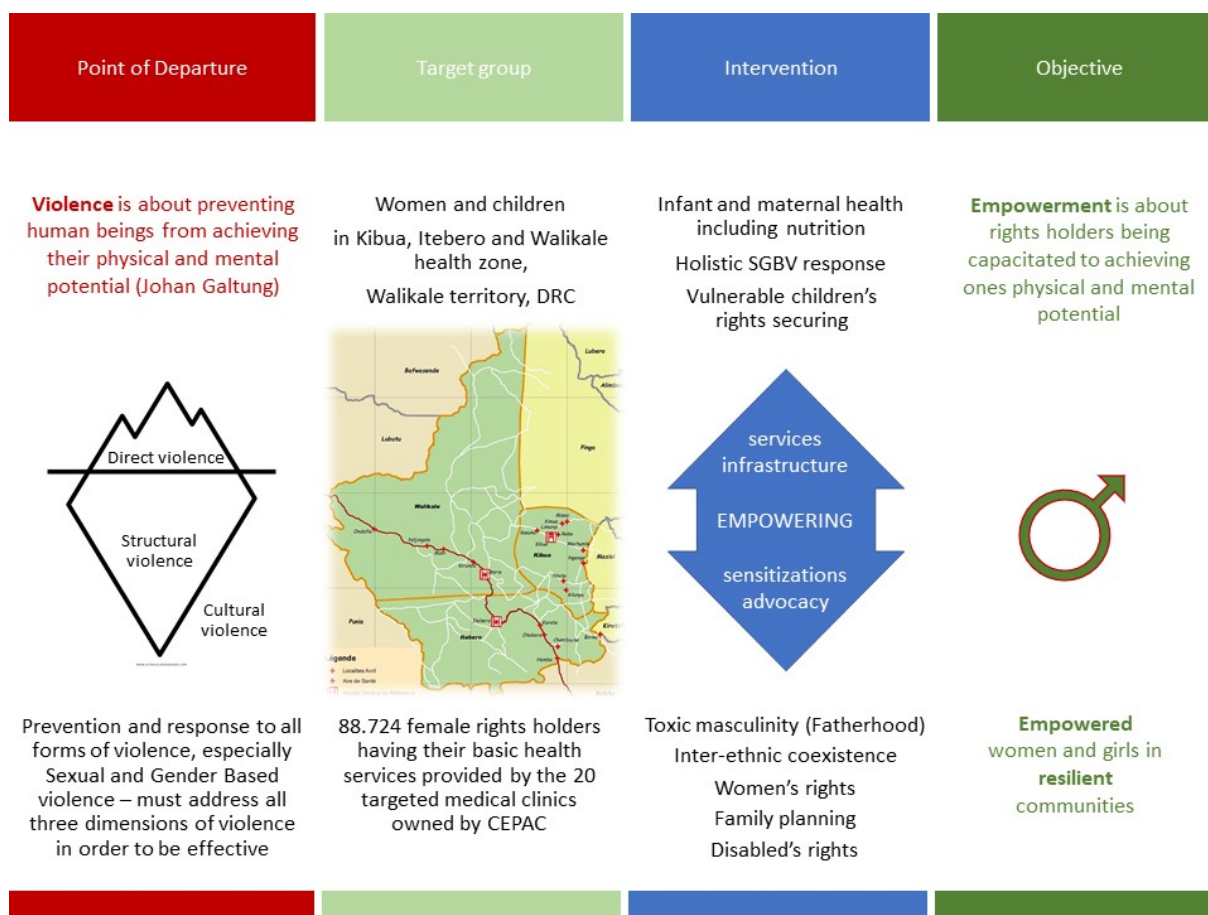 Point of Departure
Target group
Intervention
Objective
Violence is about preventing
human beings from achieving
their physical and mental
potential (Johan Galtung)
Direct violence
Structural
violence
Cultural
violence
Prevention and response to all
forms of violence, especially
Sexual and Gender Based
violence – must address all
three dimensions of violence
in order to be effective
Women and children
in Kibua, Itebero and Walikale
health zone,
Walikale territory, DRC
Bafwasende
Lubero
Lubutu
Pinga
Walikale
Kibua
Punia
Itebero
Légende
88.724 female rights holders
having their basic health
services provided by the 20
targeted medical clinics
owned by CEPAC
Infant and maternal health
including nutrition
Holistic SGBV response
Vulnerable children's
rights securing
services
infrastructure
EMPOWERING
sensitizations
advocacy
Toxic masculinity (Fatherhood)
Inter-ethnic coexistence
Women's rights
Family planning
Disabled's rights
Empowerment is about
rights holders being
capacitated to achieving
ones physical and mental
potential
Empowered
women and girls in
resilient
communities